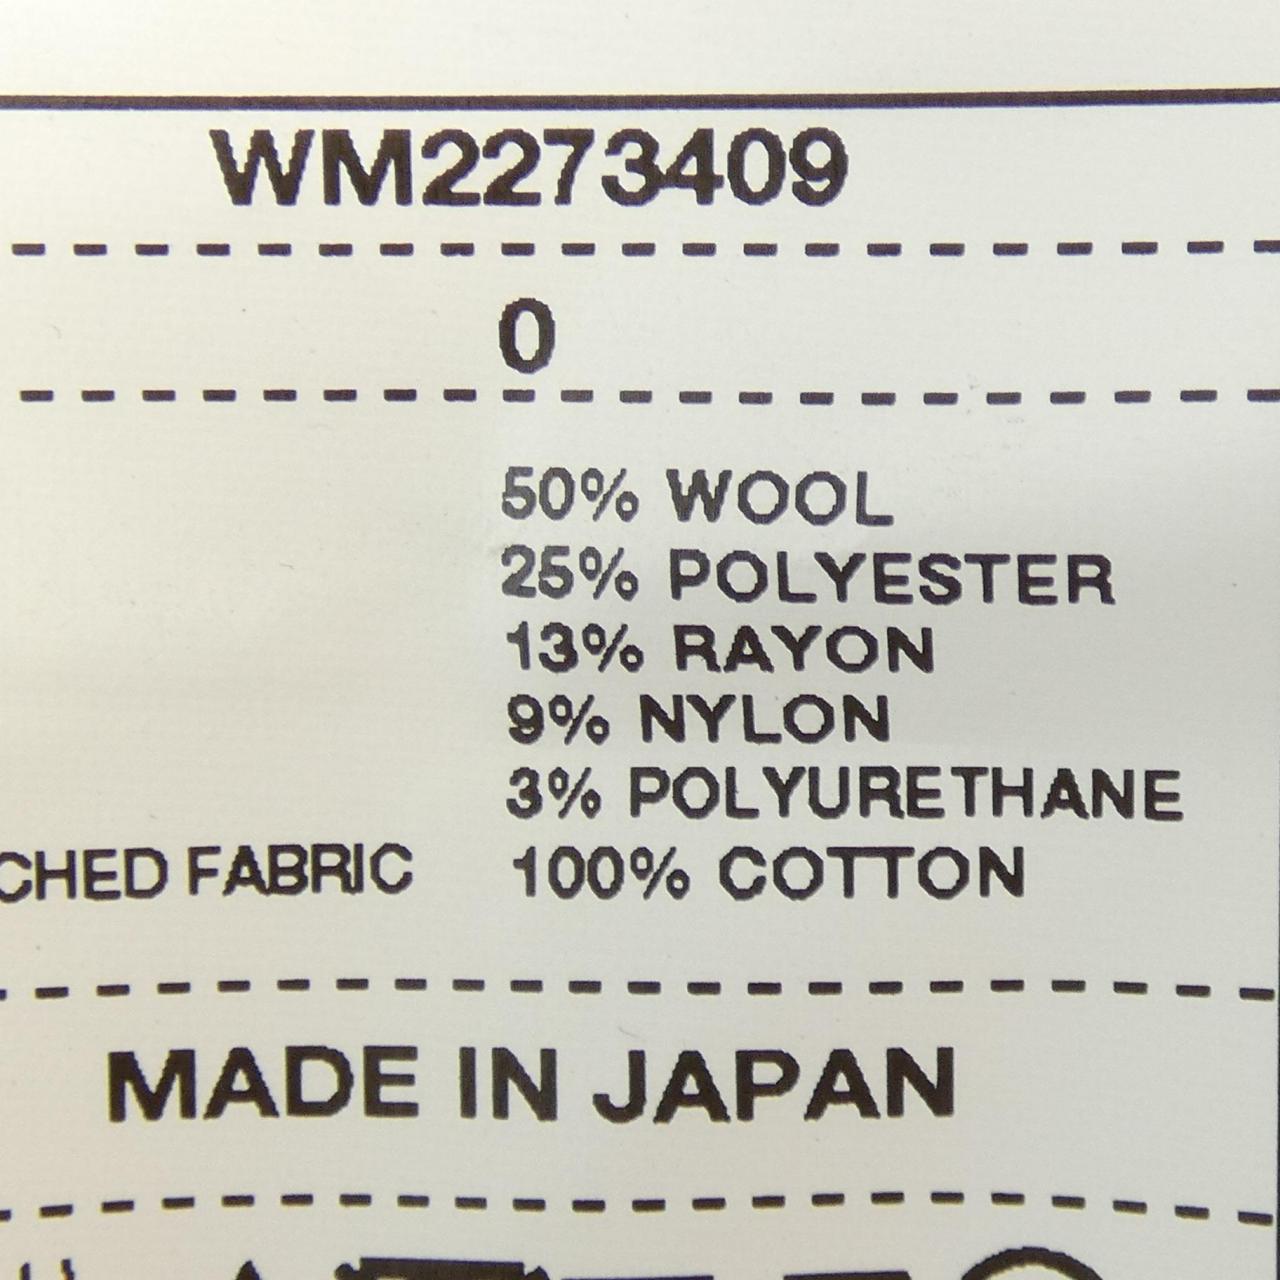 WM2273409
0
50% WOOL
25% POLYESTER
13% RAYON
9% NYLON
3% POLYURETHANE
CHED FABRIC 100% COTTON
MADE IN JAPAN